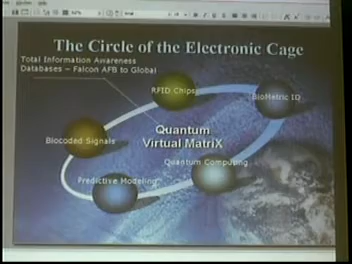 The Circle of the Electronic Cage
Total Information Awareness
Databases – Falcon AFB to Global
RFID Chips
BioMetric ID
Quantum
Virtual MatriX
Biocoded Signals
Quantum Computing
Predictive Modeling